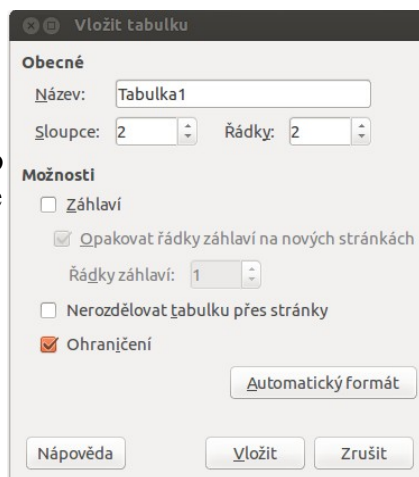 Vložit tabulku
Obecné
Název: Tabulka1
Sloupce: 2 Řádky: 2
Možnosti
Záhlaví
Opakovat řádky záhlaví na nových stránkách
Řádky záhlaví: 1
Nerozdělovat tabulku přes stránky
Ohraničení
Automatický formát
Nápověda Vložit Zrušit